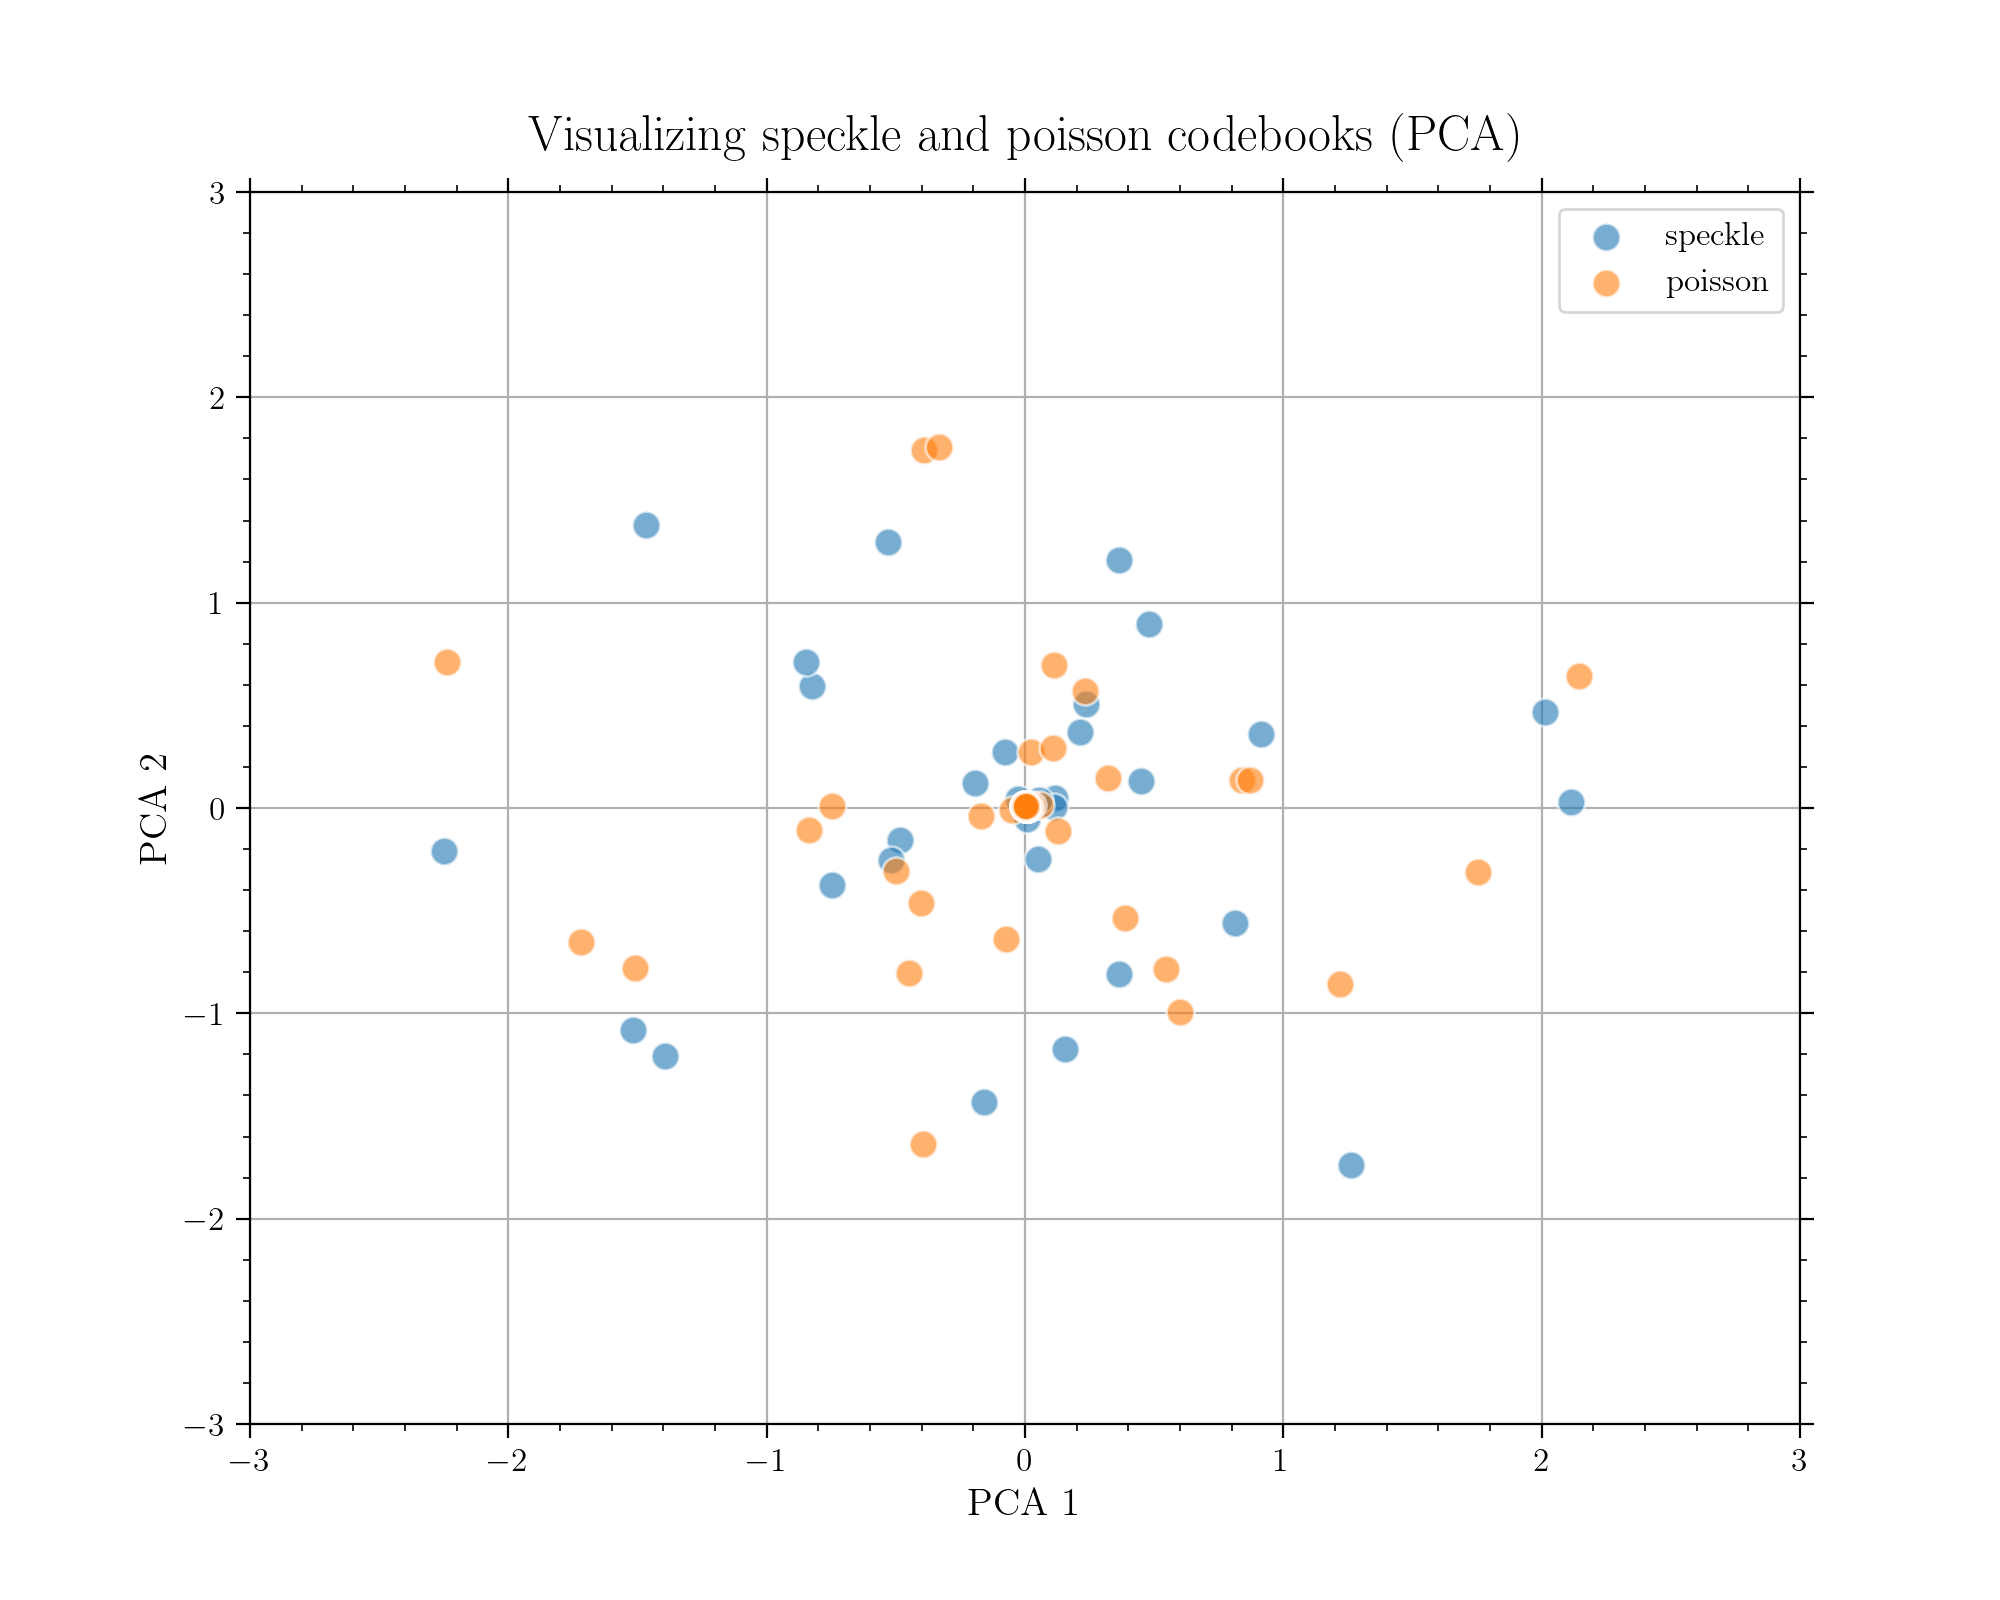 Visualizing speckle and poisson codebooks (PCA)
3
2
1
0
−1
−2
−3
PCA 2
speckle
poisson
−3 −2 −1 0 1 2 3
PCA 1